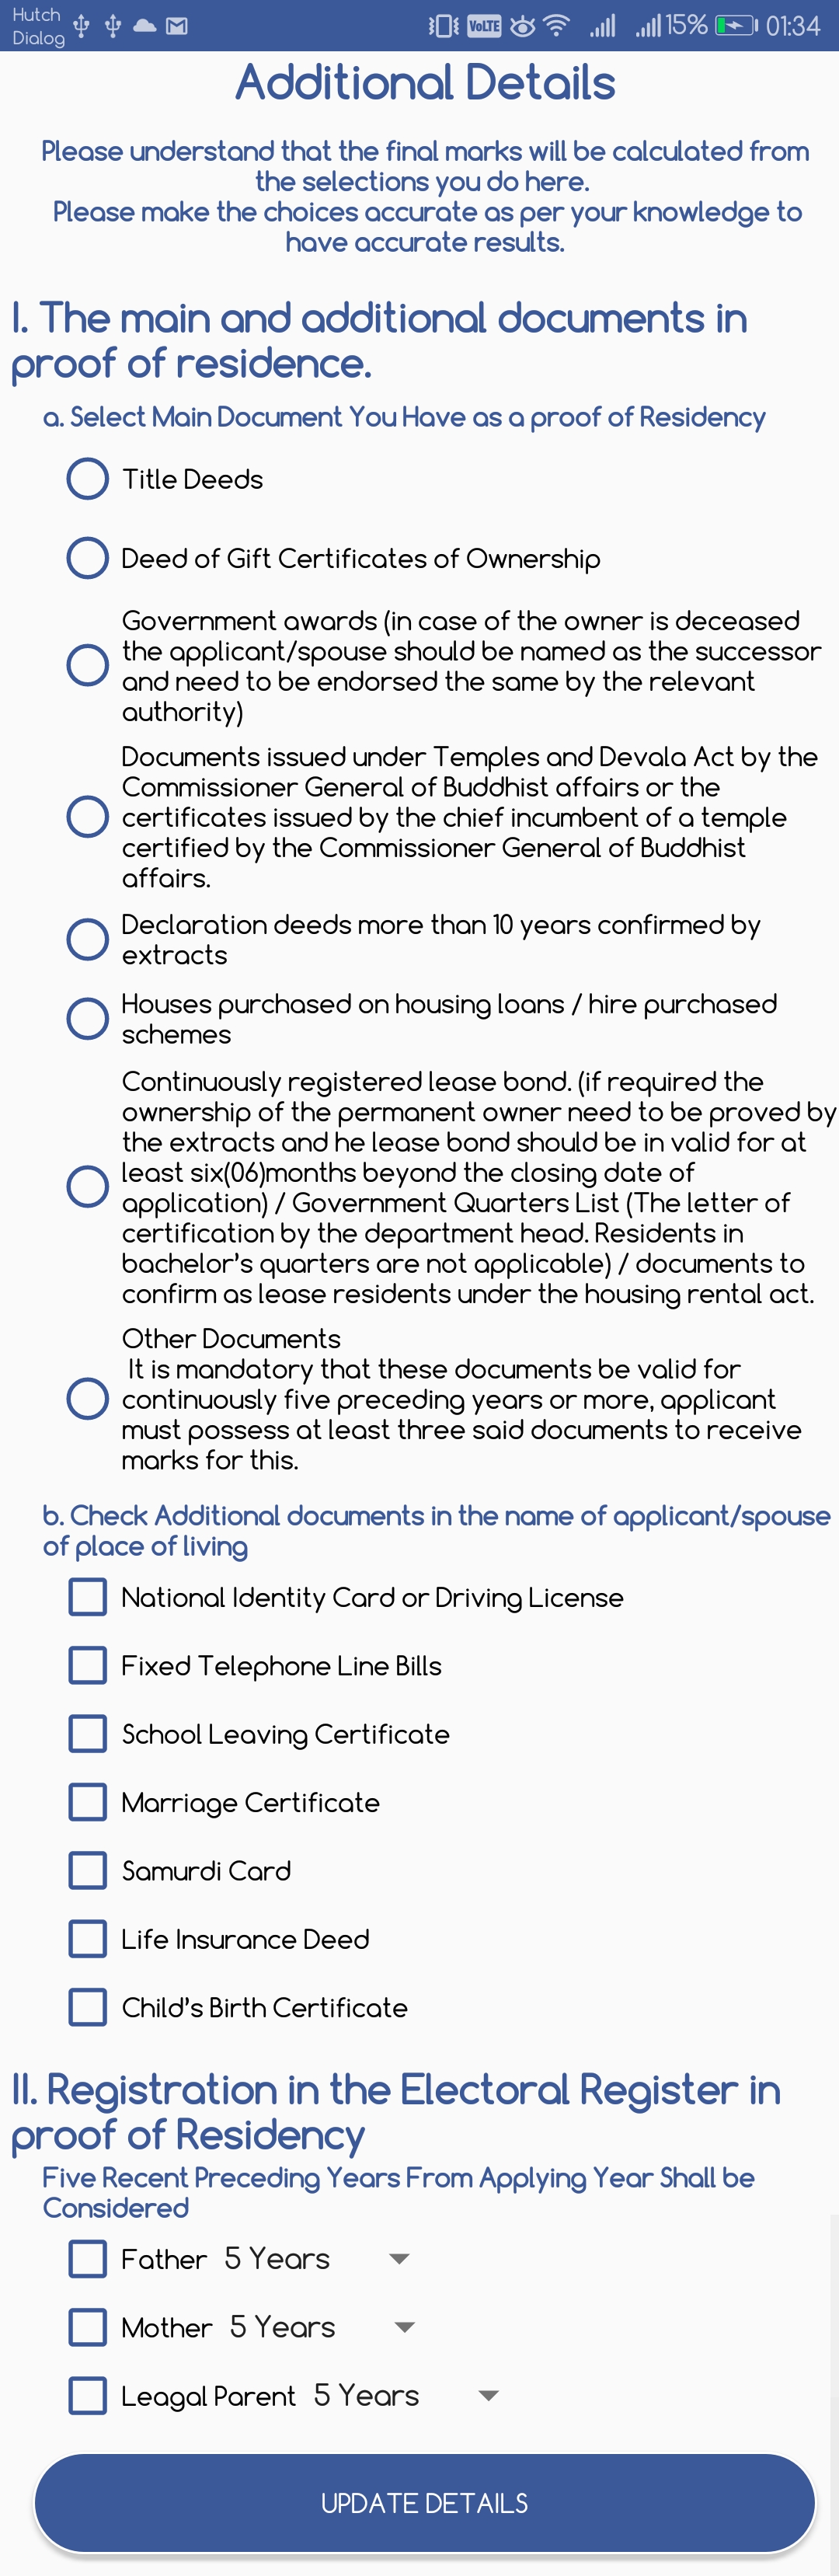 Hutch
Dialog
VoLTE
15%
01:34
Additional Details
Please understand that the final marks will be calculated from
the selections you do here.
Please make the choices accurate as per your knowledge to
have accurate results.
I. The main and additional documents in
proof of residence.
a. Select Main Document You Have as a proof of Residency
Title Deeds
Deed of Gift Certificates of Ownership
Government awards (in case of the owner is deceased
the applicant/spouse should be named as the successor
and need to be endorsed the same by the relevant
authority)
Documents issued under Temples and Devala Act by the
Commissioner General of Buddhist affairs or the
certificates issued by the chief incumbent of a temple
certified by the Commissioner General of Buddhist
affairs.
Declaration deeds more than 10 years confirmed by
extracts
Houses purchased on housing loans / hire purchased
schemes
Continuously registered lease bond. (if required the
ownership of the permanent owner need to be proved by
the extracts and he lease bond should be in valid for at
least six(06)months beyond the closing date of
application) / Government Quarters List (The letter of
certification by the department head. Residents in
bachelor's quarters are not applicable) / documents to
confirm as lease residents under the housing rental act.
Other Documents
It is mandatory that these documents be valid for
continuously five preceding years or more, applicant
must possess at least three said documents to receive
marks for this.
b. Check Additional documents in the name of applicant/spouse
of place of living
National Identity Card or Driving License
Fixed Telephone Line Bills
School Leaving Certificate
Marriage Certificate
Samurdi Card
Life Insurance Deed
Child's Birth Certificate
II. Registration in the Electoral Register in
proof of Residency
Five Recent Preceding Years From Applying Year Shall be
Considered
Father 5 Years
Mother 5 Years
Leagal Parent 5 Years
UPDATE DETAILS